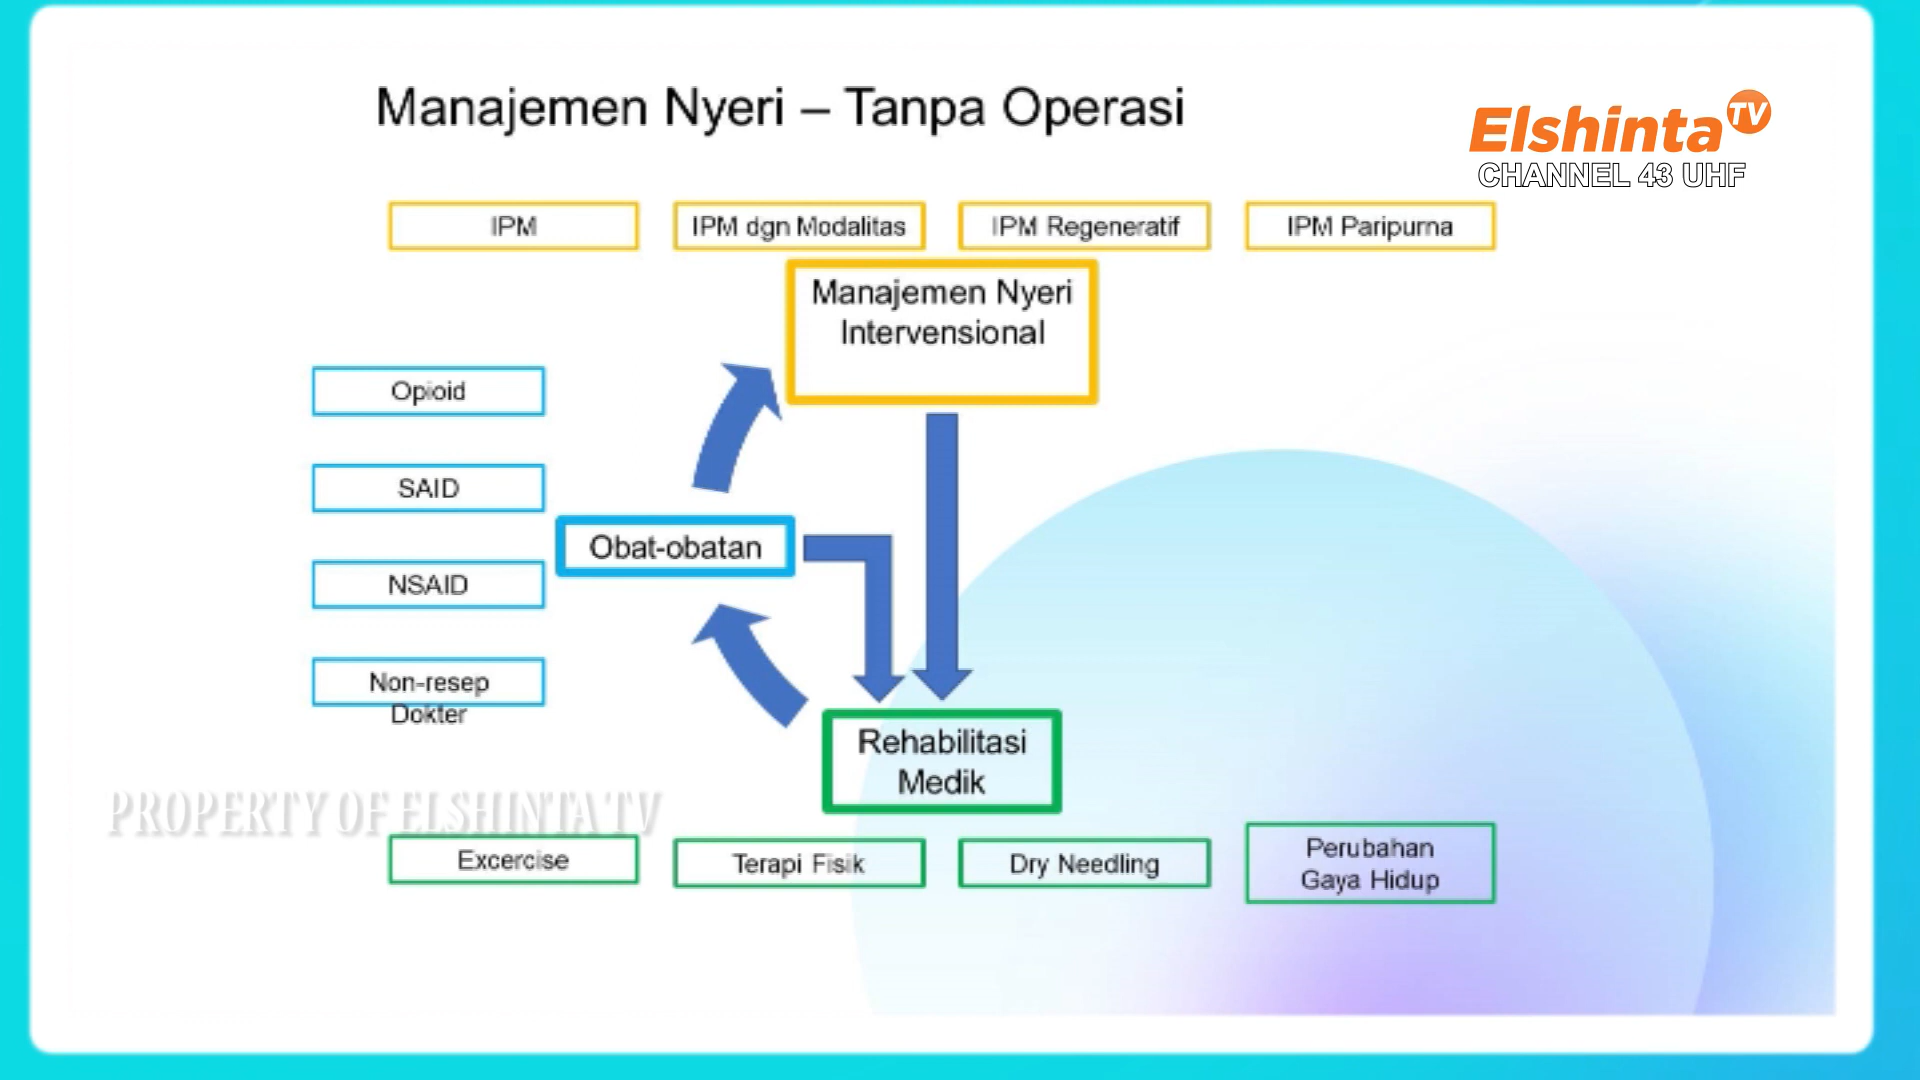 Manajemen Nyeri – Tanpa Operasi
Elshinta TV
CHANNEL 43 UHF
IPM
IPM dgn Modalitas
IPM Regeneratif
IPM Paripurna
Manajemen Nyeri
Intervensional
Opioid
SAID
NSAID
Non-resep
Dokter
Obat-obatan
Rehabilitasi
Medik
PROPERTY OF ELSHINTA TV
Excercise
Terapi Fisik
Dry Needling
Perubahan
Gaya Hidup